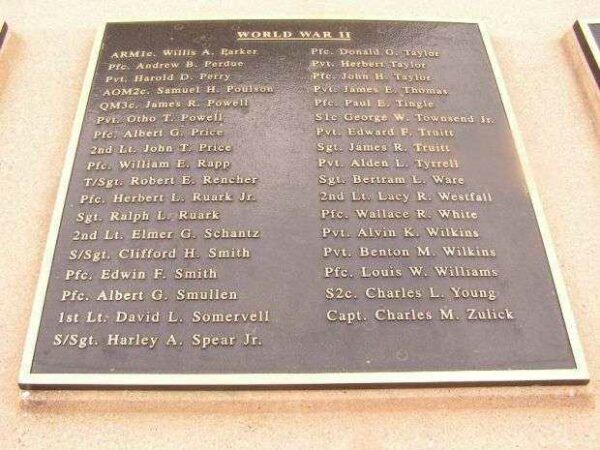 WORLD WAR II
ARM1c. Willis A. Parker
Pfc. Andrew B. Perdue
Pvt. Harold D. Perry
AOM2c. Samuel H. Poulson
QM3c. James R. Powell
Pvt. Otho T. Powell
Pfc. Albert G. Price
2nd Lt. John T. Price
Pfc. William E. Rapp
T/Sgt. Robert E. Rencher
Pfc. Herbert L. Ruark Jr.
Sgt. Ralph L. Ruark
2nd Lt. Elmer G. Schantz
S/Sgt. Clifford H. Smith
Pfc. Edwin F. Smith
Pfc. Albert G. Smullen
1st Lt. David L. Somervell
S/Sgt. Harley A. Spear Jr.
Pfc. Donald G. Taylor
Pvt. Herbert Taylor
Pfc. John H. Taylor
Pvt. James E. Thomas
Pfc. Paul E. Tingle
S1c George W. Townsend Jr.
Pvt. Edward F. Truitt
Sgt. James R. Truitt
Pvt. Alden L. Tyrrell
Sgt. Bertram L. Ware
2nd Lt. Lacy R. Westfall
Pfc. Wallace R. White
Pvt. Alvin K. Wilkins
Pvt. Benton M. Wilkins
Pfc. Louis W. Williams
S2c. Charles L. Young
Capt. Charles M. Zulick